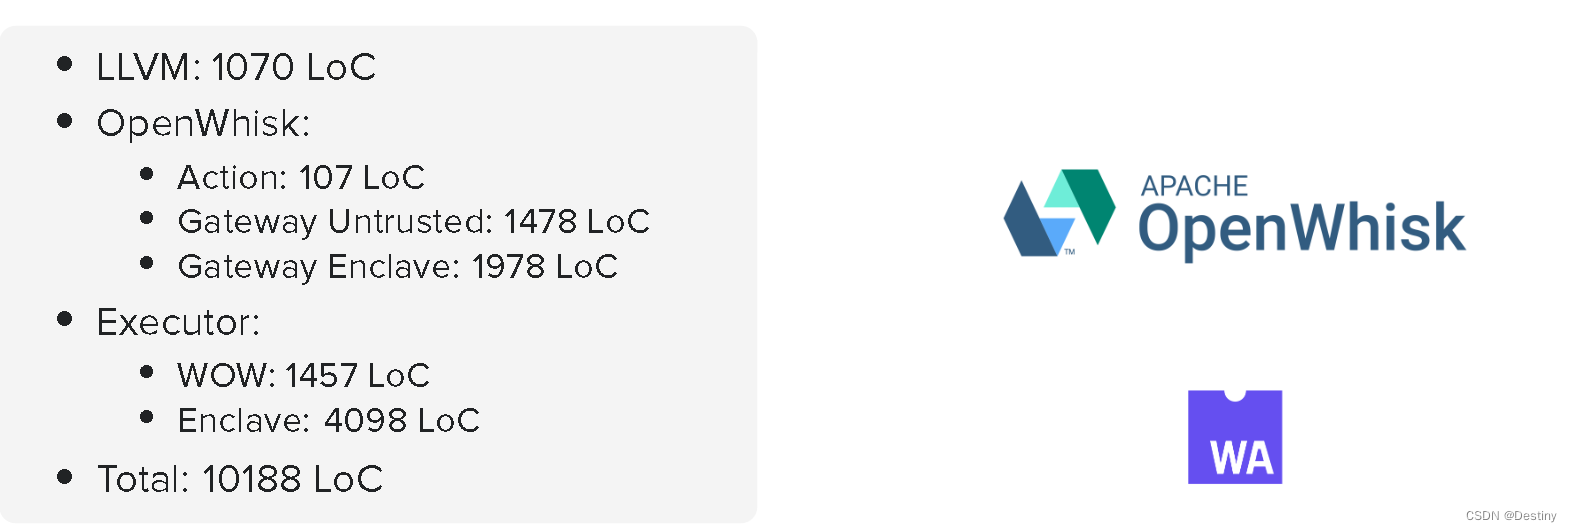 LLVM: 1070 LoC
OpenWhisk:
Action: 107 LoC
Gateway Untrusted: 1478 LoC
Gateway Enclave: 1978 LoC
Executor:
WOW: 1457 LoC
Enclave: 4098 LoC
Total: 10188 LoC
APACHE
OpenWhisk
TM
WA
CSDN @Destiny